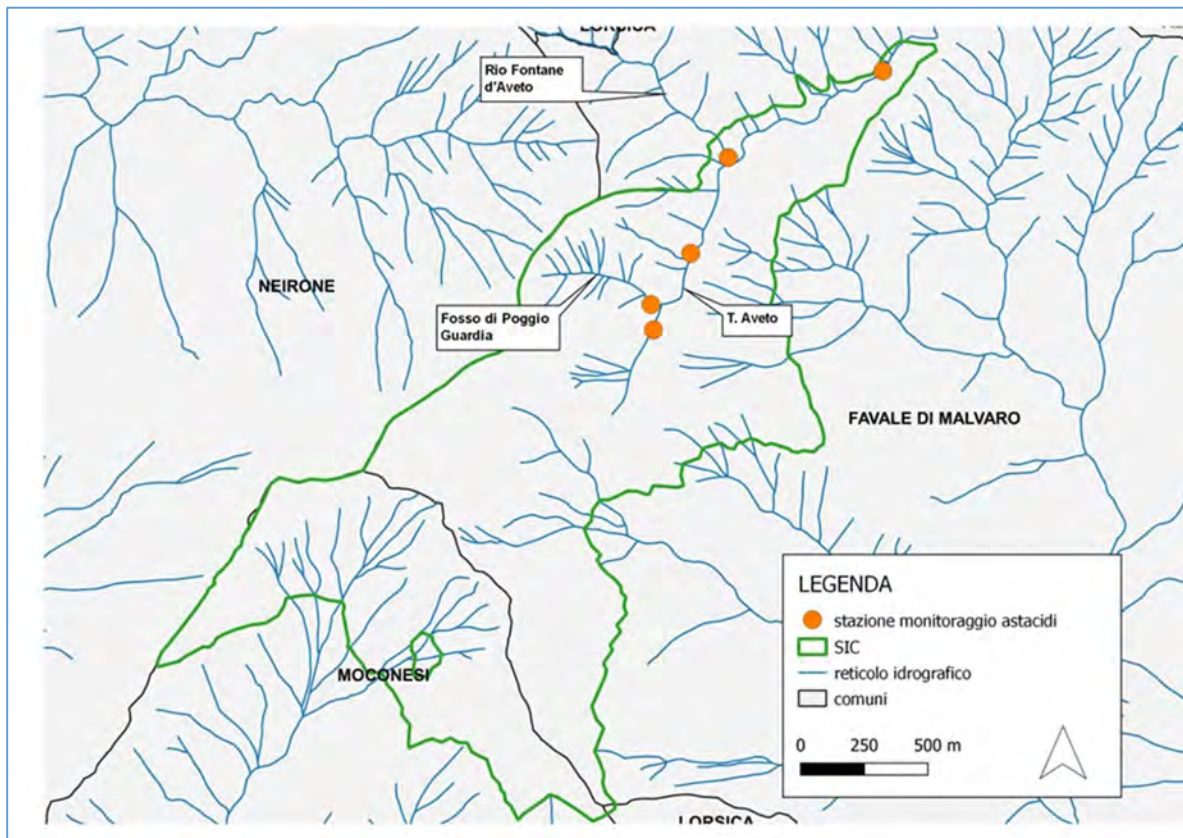 LORSICA
Rio Fontane
d'Aveto
NEIRONE
Fosso di Poggio
Guardia
T. Aveto
FAVALE DI MALVARO
MOCONESI
LEGENDA
stazione monitoraggio astacidi
SIC
reticolo idrografico
comuni
0 250 500 m
LORSICA